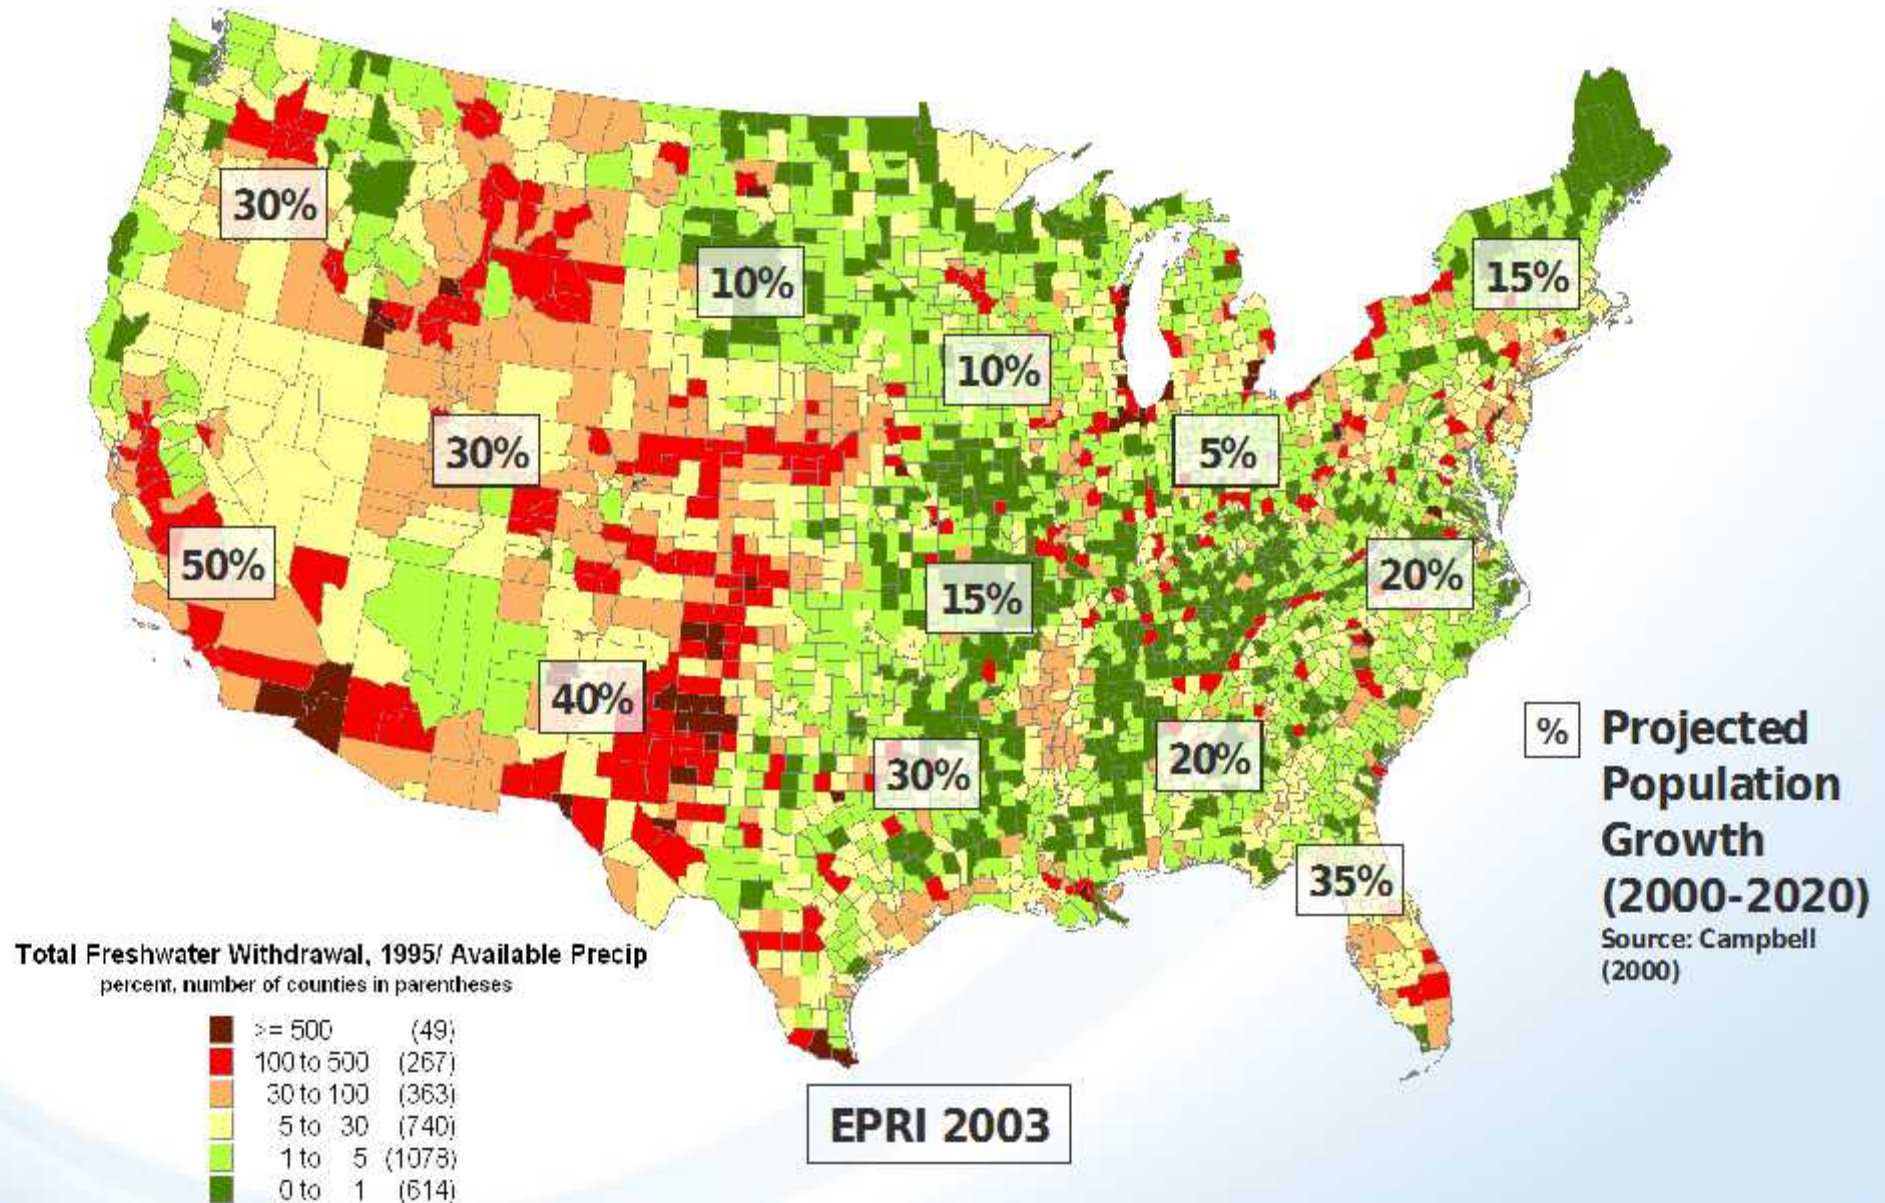 30%
10%
15%
10%
30%
5%
50%
15%
20%
40%
30%
20%
35%
% Projected
Population
Growth
(2000-2020)
Source: Campbell
(2000)
Total Freshwater Withdrawal, 1995/ Available Precip
percent, number of counties in parentheses
>= 500 (49)
100 to 500 (267)
30 to 100 (363)
5 to 30 (740)
1 to 5 (1078)
0 to 1 (614)
EPRI 2003